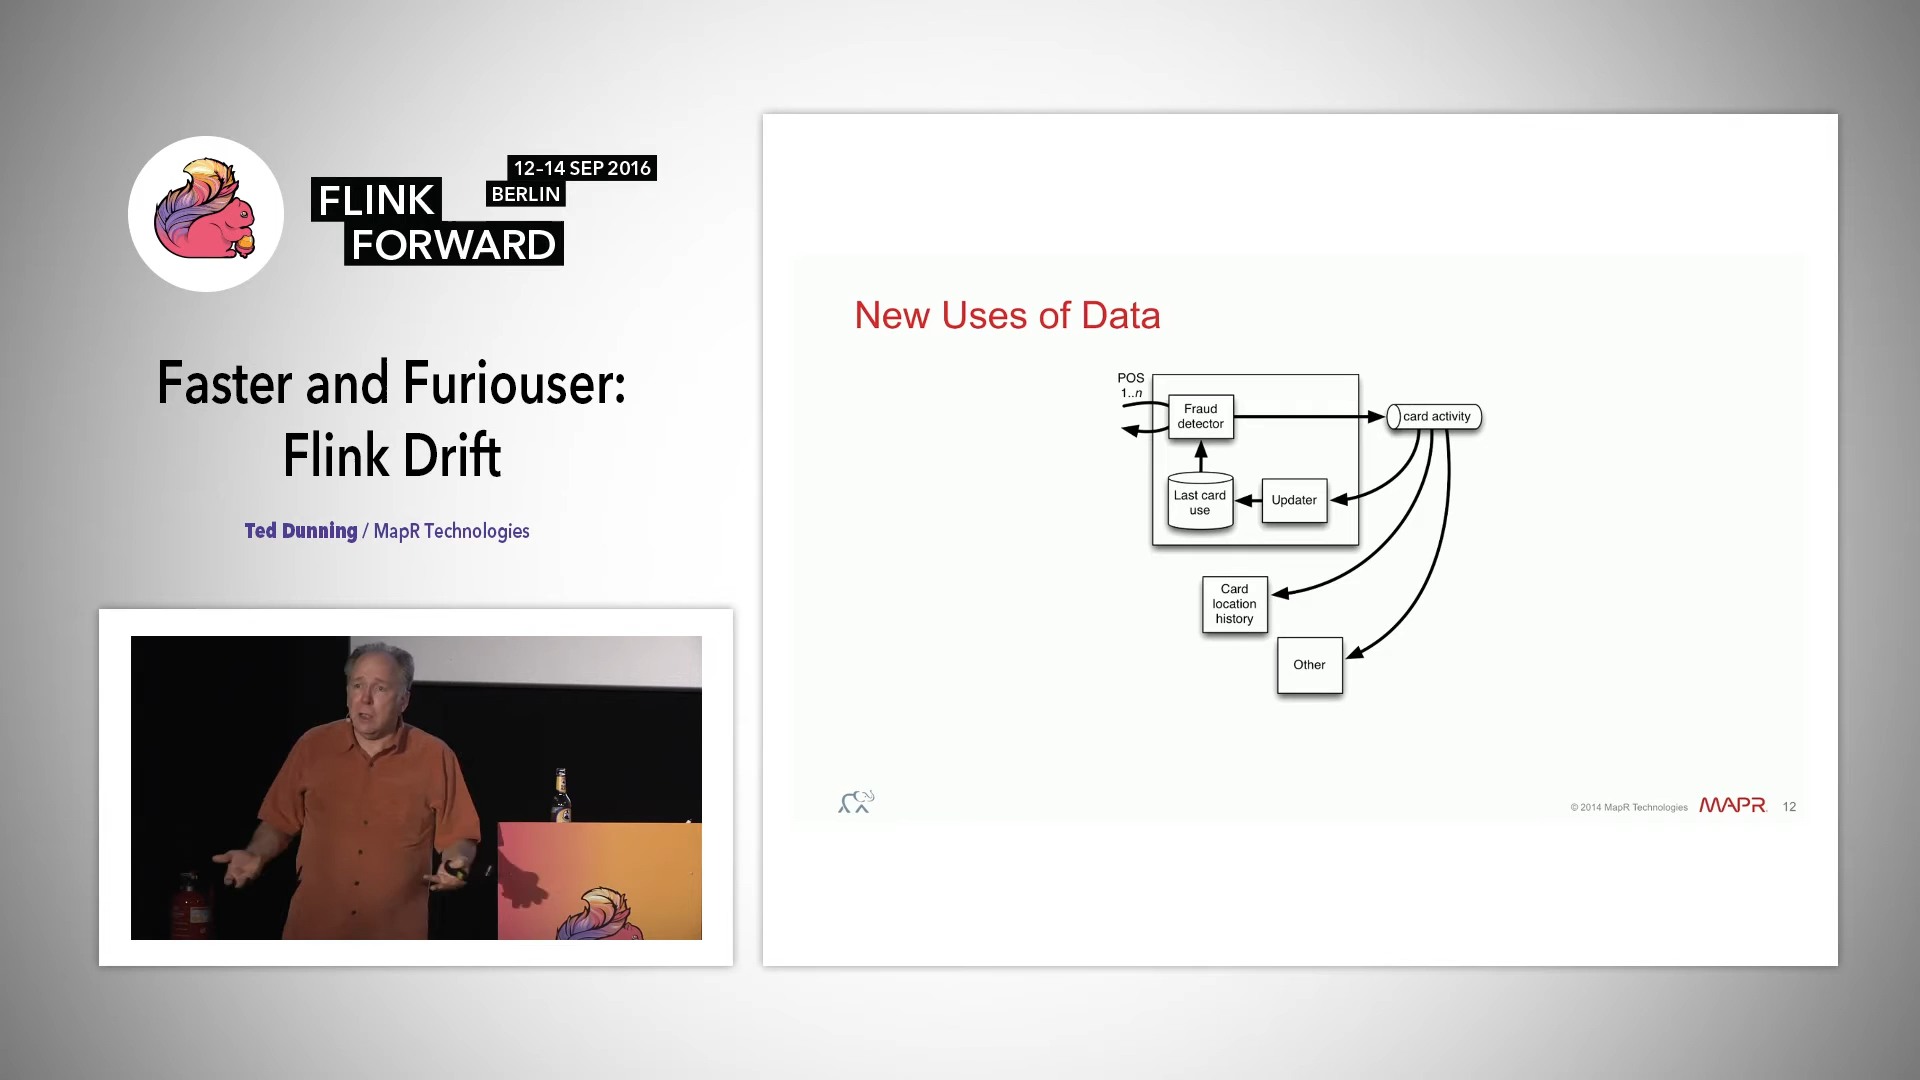 12-14 SEP 2016
BERLIN
FLINK
FORWARD
Faster and Furiouser:
Flink Drift
Ted Dunning / MapR Technologies
New Uses of Data
POS
1..n
Fraud
detector
card activity
Last card
use
Updater
Card
location
history
Other
© 2014 MapR Technologies MAPR 12